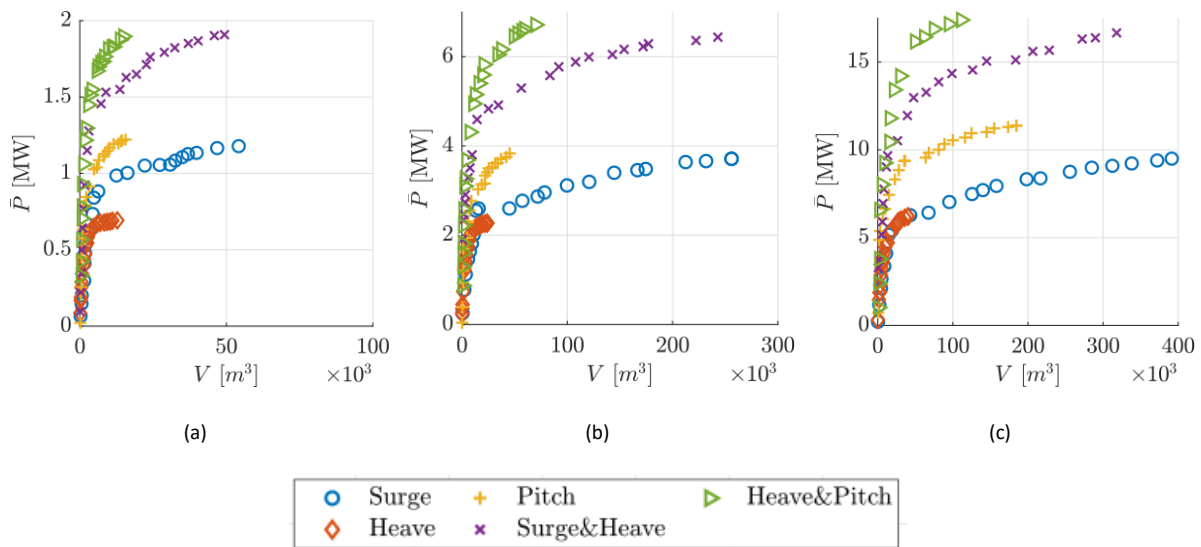 2
1.5
1
0.5
0
P̄ [MW]
0
50
100
V [m³]
×10³
(a)
6
4
2
0
P̄ [MW]
0
100
200
300
V [m³]
×10³
(b)
15
10
5
0
P̄ [MW]
0
100
200
300
400
V [m³]
×10³
(c)
Surge
Pitch
Heave&Pitch
Heave
Surge&Heave